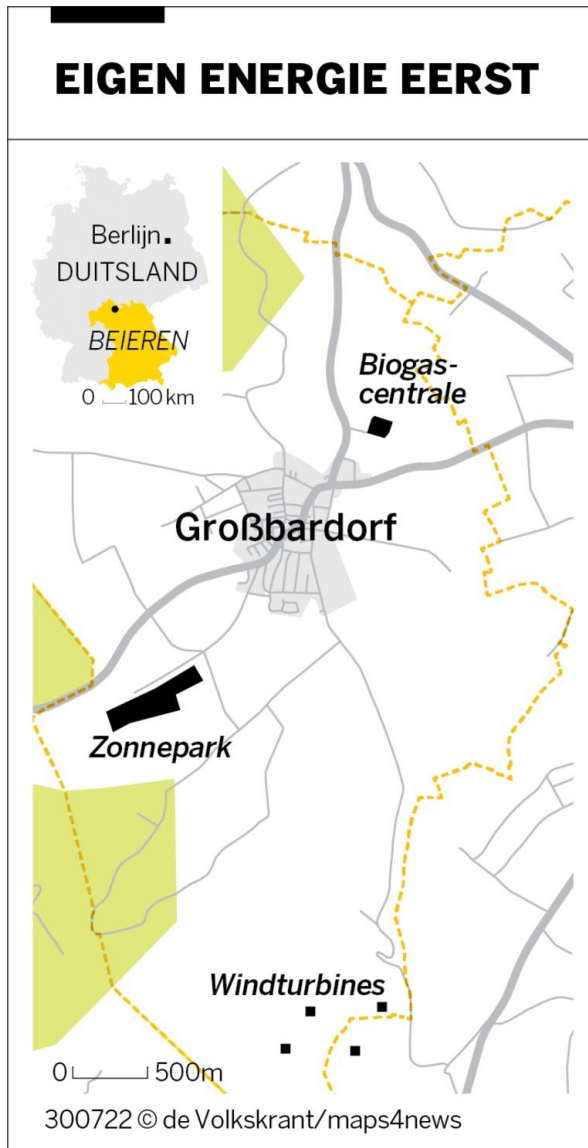 EIGEN ENERGIE EERST
Berlijn
DUITSLAND
BEIEREN
0 100 km
Biogas-
centrale
Großbardorf
Zonnepark
Windturbines
0 500m
300722 © de Volkskrant/maps4news